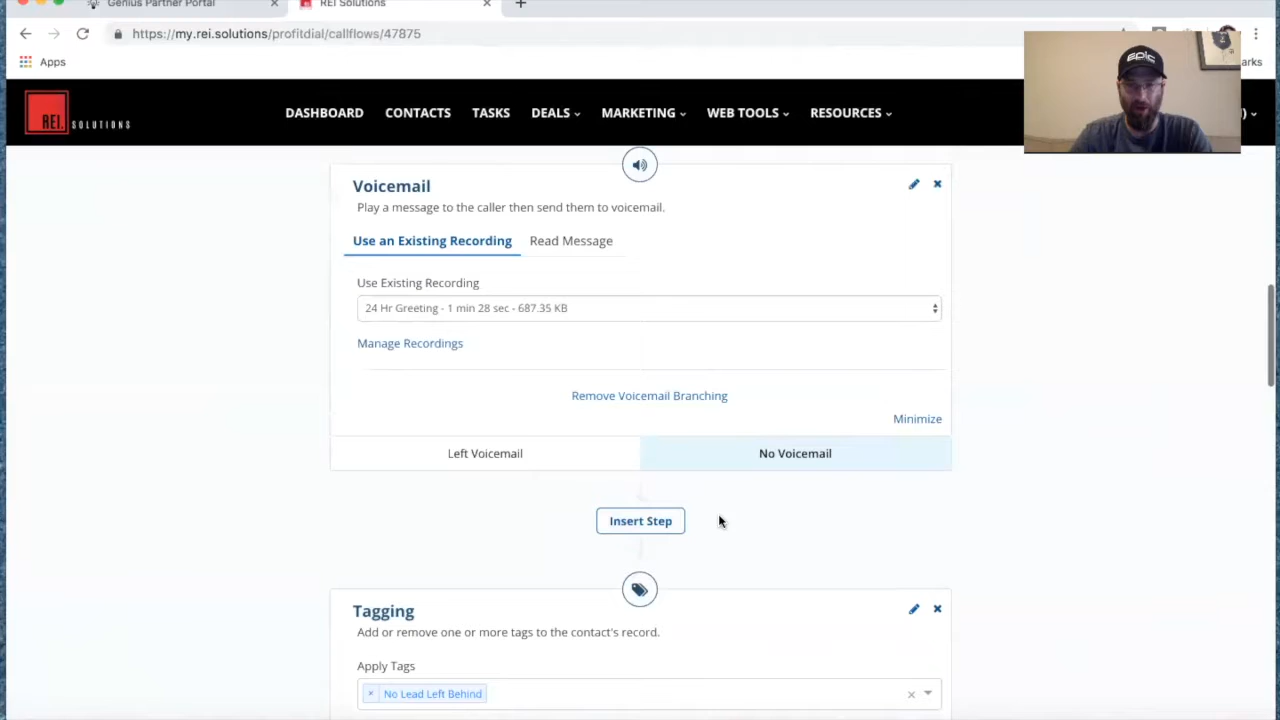 Genius Partner Portal
REI Solutions
https://my.rei.solutions/profitdial/callflows/47875
Apps
arks
EPIC
REI. SOLUTIONS
DASHBOARD CONTACTS TASKS DEALS MARKETING WEB TOOLS RESOURCES
)
Voicemail
Play a message to the caller then send them to voicemail.
Use an Existing Recording Read Message
Use Existing Recording
24 Hr Greeting - 1 min 28 sec - 687.35 KB
Manage Recordings
Remove Voicemail Branching
Minimize
Left Voicemail No Voicemail
Insert Step
Tagging
Add or remove one or more tags to the contact's record.
Apply Tags
× No Lead Left Behind ×